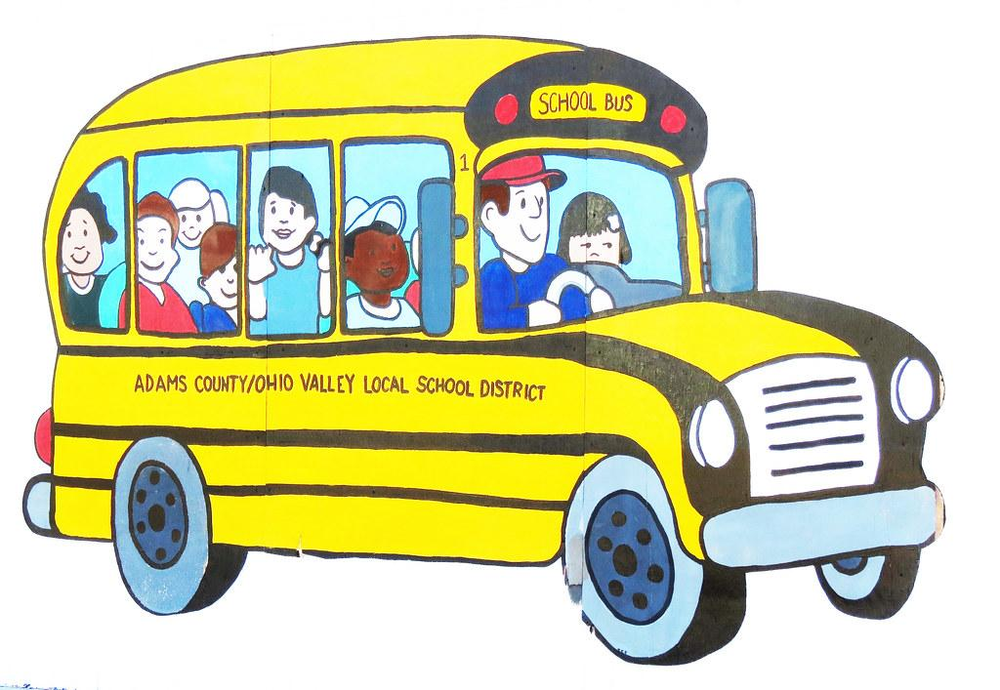 SCHOOL BUS
1
ADAMS COUNTY/OHIO VALLEY LOCAL SCHOOL DISTRICT